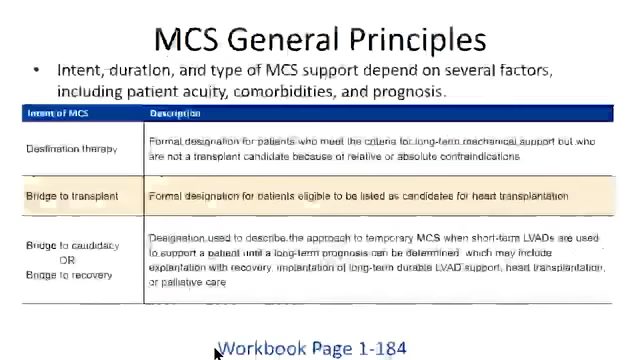 MCS General Principles
• Intent, duration, and type of MCS support depend on several factors,
including patient acuity, comorbidities, and prognosis.
Intent of MCS Description
Destination therapy
Formal designation for patients who meet the criteria for long-term mechanical support but who
are not a transplant candidate because of relative or absolute contraindications
Bridge to transplant Formal designation for patients eligible to be listed as candidates for heart transplantation
Bridge to candidacy
OR
Bridge to recovery
Designation used to describe the approach to temporary MCS when short-term LVADs are used
to support a patient until a long-term prognosis can be determined which may include
explantation with recovery, implantation of long-term durable LVAD support, heart transplantation,
or palliative care
Workbook Page 1-184